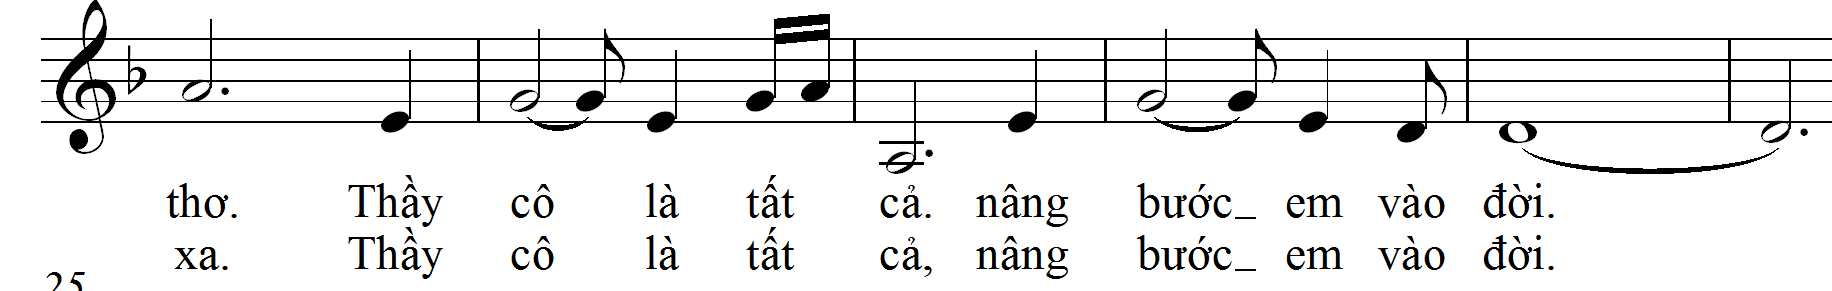 thơ. Thầy cô là tất cả. nâng bước_ em vào đời.
xa. Thầy cô là tất cả, nâng bước_ em vào đời.
25